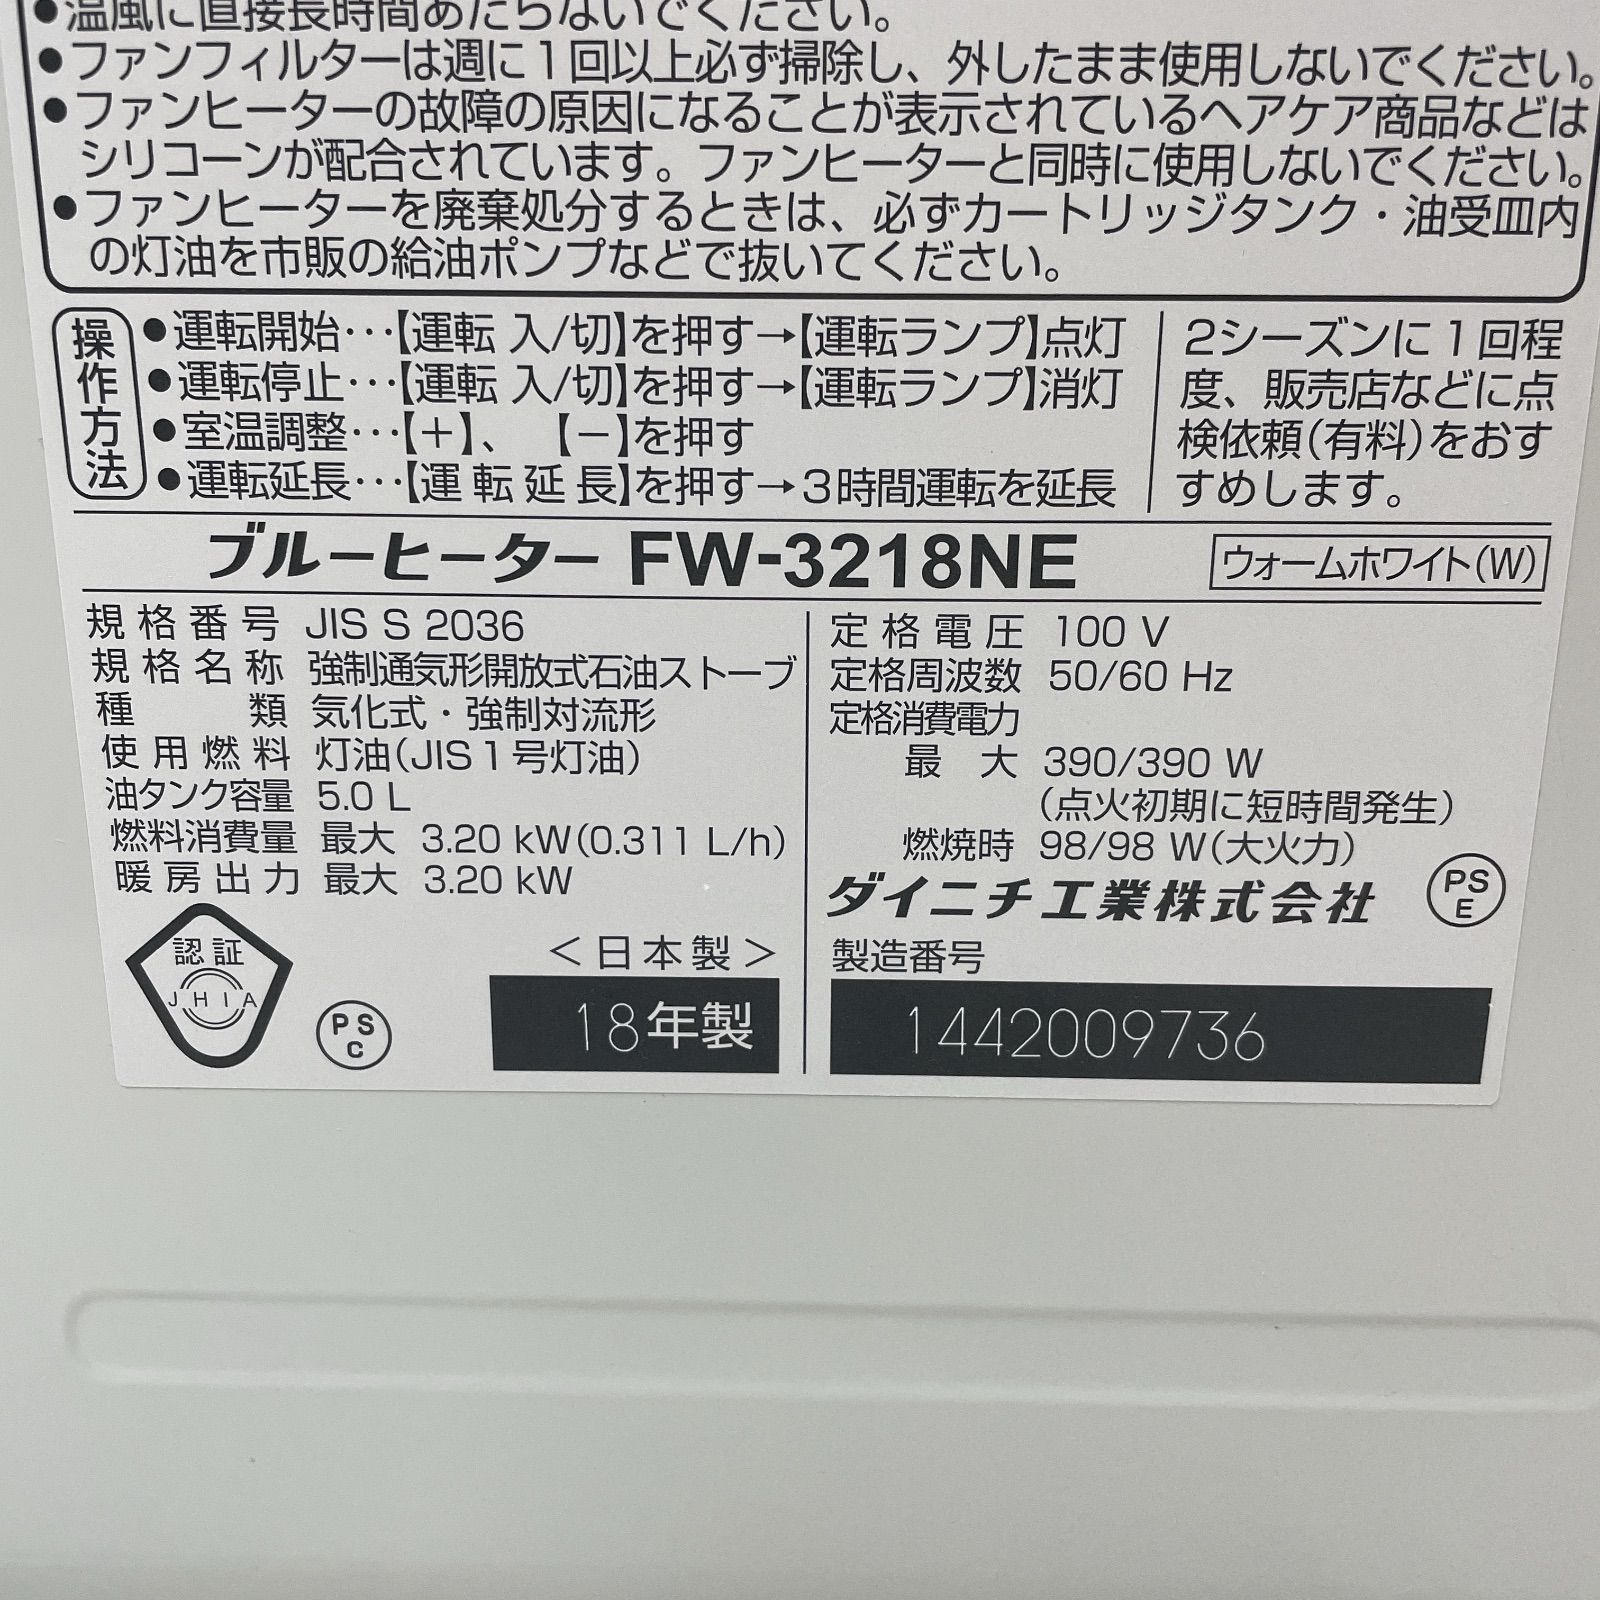 ●温風に直接長時間あたらないでください。
●ファンフィルターは週に1回以上必ず掃除し、外したまま使用しないでください。
●ファンヒーターの故障の原因になることが表示されているヘアケア商品などは
シリコーンが配合されています。ファンヒーターと同時に使用しないでください。
●ファンヒーターを廃棄処分するときは、必ずカートリッジタンク・油受皿内
の灯油を市販の給油ポンプなどで抜いてください。
操作方法
●運転開始…【運転 入/切】を押す→【運転ランプ】点灯
●運転停止…【運転 入/切】を押す→【運転ランプ】消灯
●室温調整…【+】、【-】を押す
●運転延長…【運転延長】を押す→3時間運転を延長
2シーズンに1回程
度、販売店などに点
検依頼(有料)をおす
すめします。
ブルーヒーター FW-3218NE ウォームホワイト(W)
規格番号 JIS S 2036
規格名称 強制通気形開放式石油ストーブ
種類 気化式・強制対流形
使用燃料 灯油(JIS1号灯油)
油タンク容量 5.0 L
燃料消費量 最大 3.20 kW(0.311 L/h)
暖房出力 最大 3.20 kW
認証
JHIA
PS
C
<日本製>
18年製
定格電圧 100 V
定格周波数 50/60 Hz
定格消費電力
最大 390/390 W
(点火初期に短時間発生)
燃焼時 98/98 W(大火力)
ダイニチ工業株式会社
PS
E
製造番号
1442009736